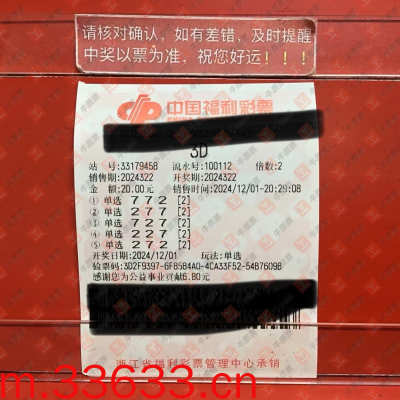 请核对确认，如有差错，及时提醒
中奖以票为准，祝您好运！！！
中国福利彩票
3D
站 号:33179458 流水号:100112 倍数:2
销售期:2024322 开奖期:2024322
金 额:20.00元 销售时间:2024/12/01-20:29:08
① 单选 7 7 2 [2]
② 单选 2 7 7 [2]
③ 单选 7 2 7 [2]
④ 单选 2 2 7 [2]
⑤ 单选 2 7 2 [2]
开奖日期:2024/12/01 玩法:单选
验票码:3D2F9397-6F8584A0-4CA33F52-54B7609B
感谢您为公益事业贡献6.80元
浙江省福利彩票管理中心承销
m.33633.cn